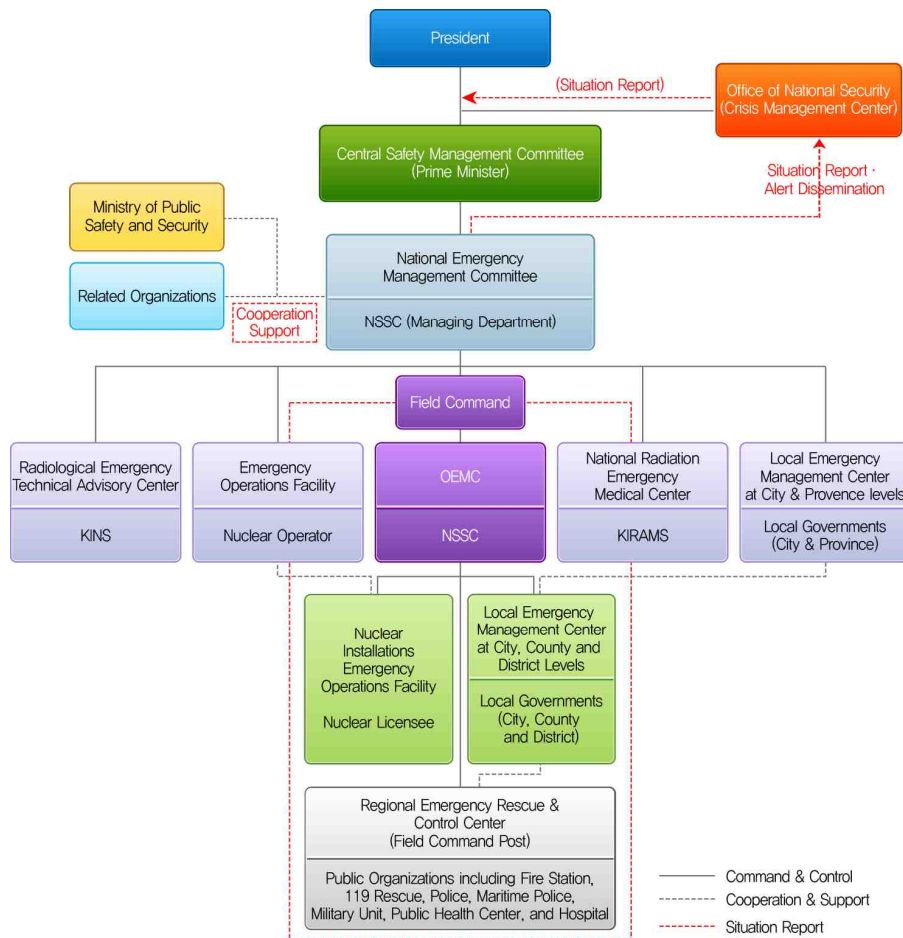 President
(Situation Report)
Office of National Security
(Crisis Management Center)
Central Safety Management Committee
(Prime Minister)
Situation Report ·
Alert Dissemination
Ministry of Public
Safety and Security
National Emergency
Management Committee
Related Organizations
Cooperation
Support
NSSC (Managing Department)
Field Command
Radiological Emergency
Technical Advisory Center
KINS
Emergency
Operations Facility
Nuclear Operator
OEMC
NSSC
National Radiation
Emergency
Medical Center
KIRAMS
Local Emergency
Management Center
at City & Provence levels
Local Governments
(City & Province)
Nuclear
Installations
Emergency
Operations Facility
Nuclear Licensee
Local Emergency
Management Center
at City, County and
District Levels
Local Governments
(City, County
and District)
Regional Emergency Rescue &
Control Center
(Field Command Post)
Public Organizations including Fire Station,
119 Rescue, Police, Maritime Police,
Military Unit, Public Health Center, and Hospital
Command & Control
Cooperation & Support
Situation Report